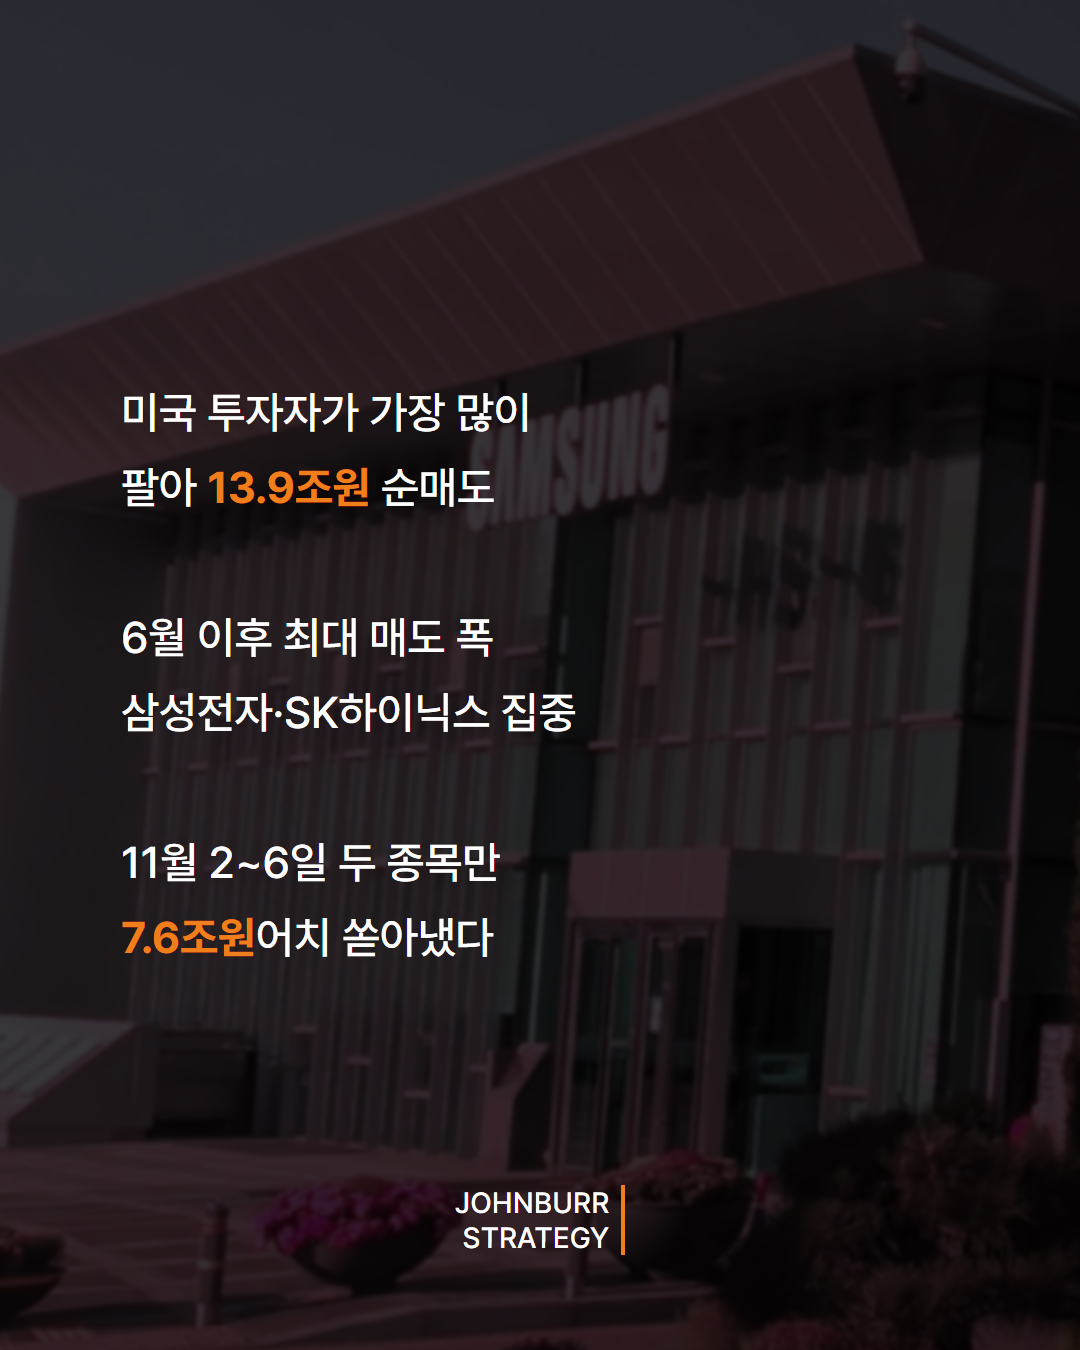 미국 투자자가 가장 많이
팔아 13.9조원 순매도
6월 이후 최대 매도 폭
삼성전자·SK하이닉스 집중
11월 2~6일 두 종목만
7.6조원어치 쏟아냈다
SAMSUNG
JOHNBURR
STRATEGY